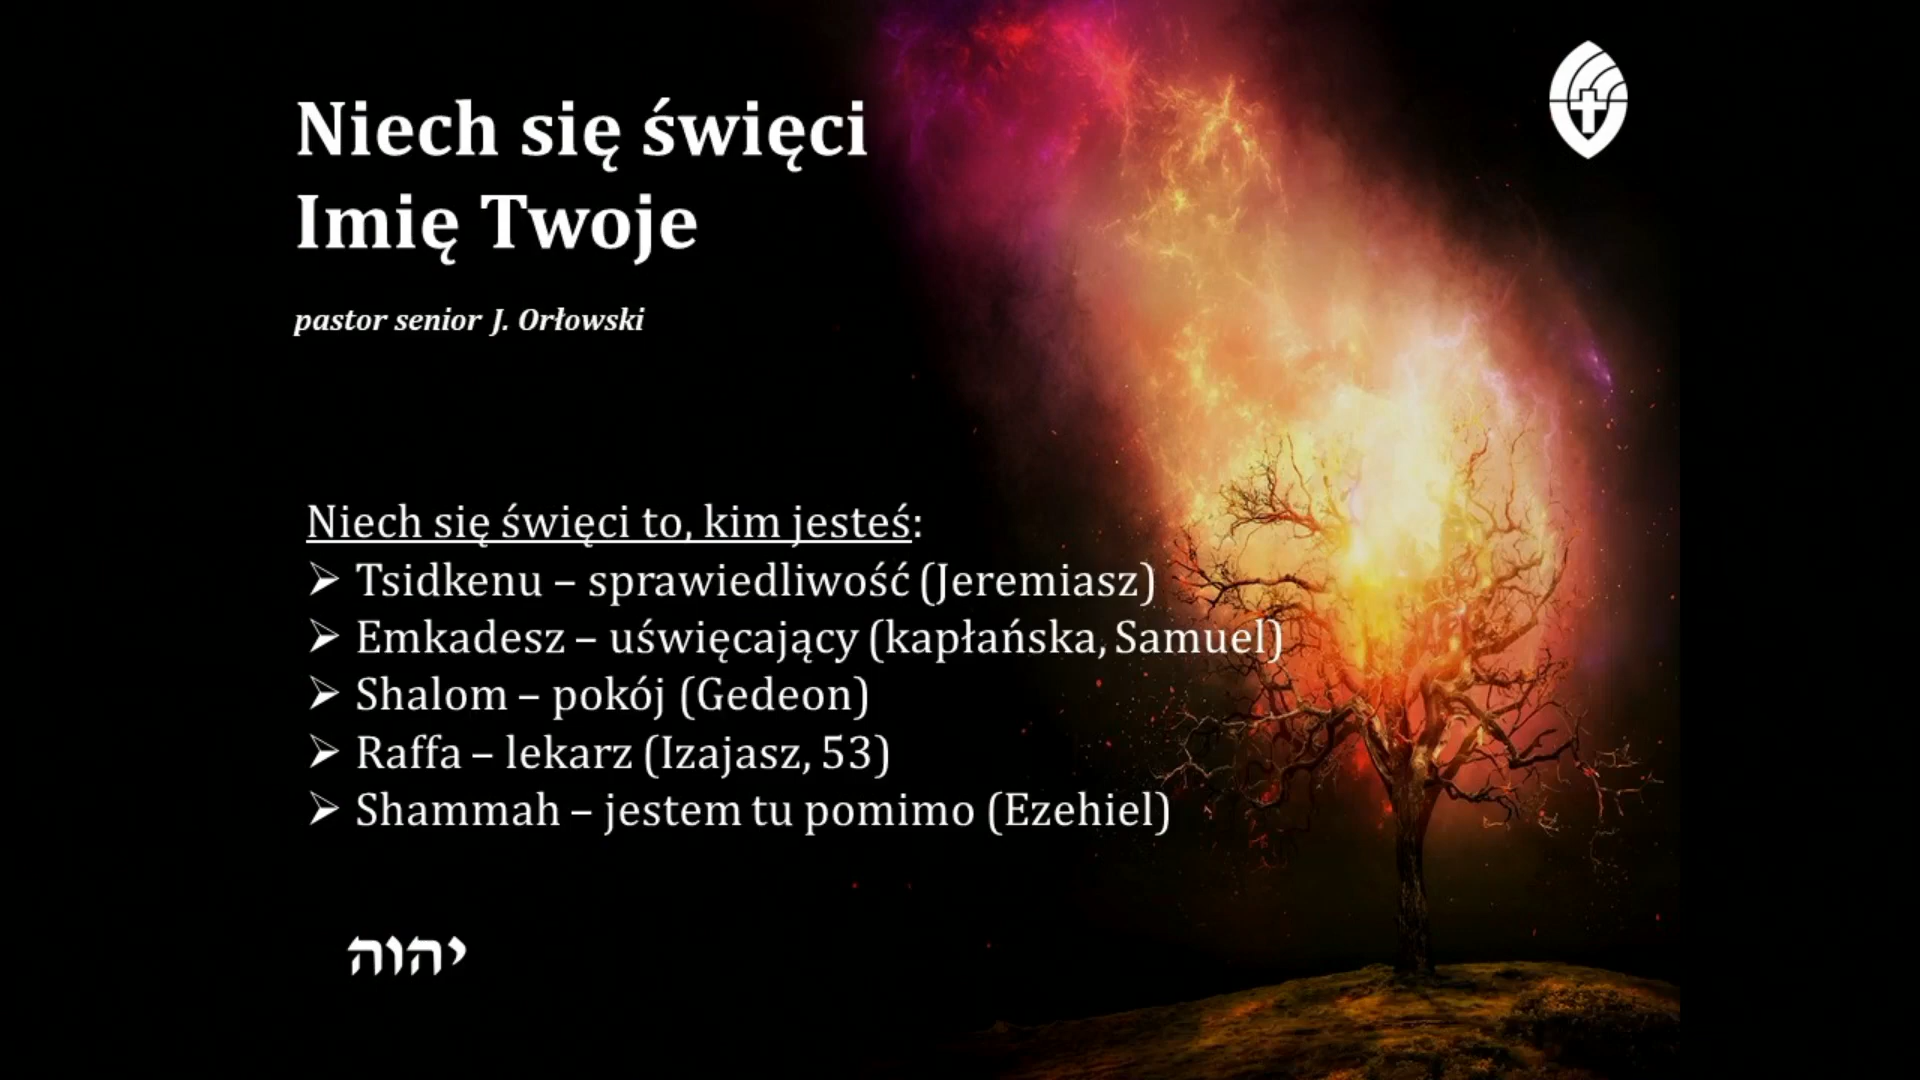 Niech się święci
Imię Twoje
pastor senior J. Orłowski
Niech się święci to, kim jesteś:
➢ Tsidkenu – sprawiedliwość (Jeremiasz)
➢ Emkadesz – uświęcający (kapłańska, Samuel)
➢ Shalom – pokój (Gedeon)
➢ Raffa – lekarz (Izajasz, 53)
➢ Shammah – jestem tu pomimo (Ezehiel)
יהוה